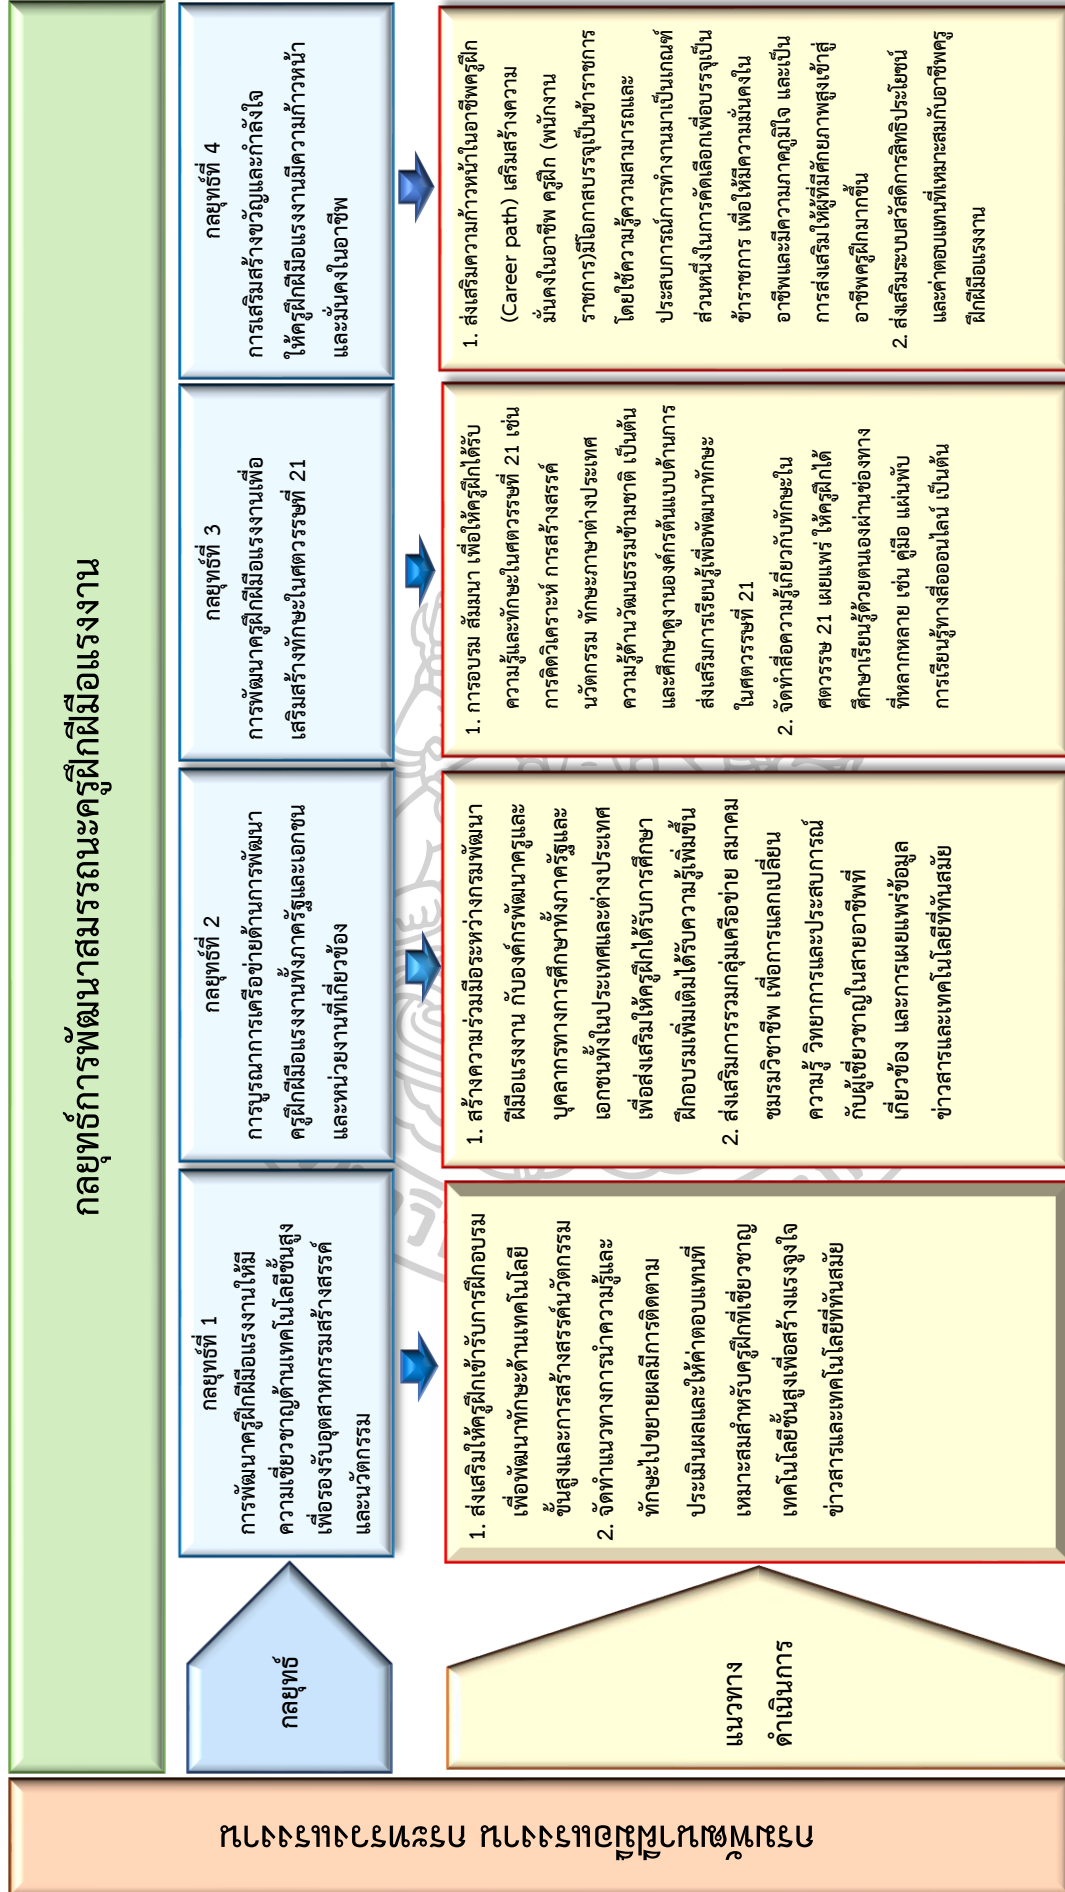 กลยุทธ์การพัฒนาสมรรถนะครูฝึกฝีมือแรงงาน
กรมพัฒนาฝีมือแรงงาน กระทรวงแรงงาน
กลยุทธ์
กลยุทธ์ที่ 1
การพัฒนาครูฝึกฝีมือแรงงานให้มี
ความเชี่ยวชาญด้านเทคโนโลยีชั้นสูง
เพื่อรองรับอุตสาหกรรมสร้างสรรค์
และนวัตกรรม
กลยุทธ์ที่ 2
การบูรณาการเครือข่ายด้านการพัฒนา
ครูฝึกฝีมือแรงงานทั้งภาครัฐและเอกชน
และหน่วยงานที่เกี่ยวข้อง
กลยุทธ์ที่ 3
การพัฒนาครูฝึกฝีมือแรงงานเพื่อ
เสริมสร้างทักษะในศตวรรษที่ 21
กลยุทธ์ที่ 4
การเสริมสร้างขวัญและกำลังใจ
ให้ครูฝึกฝีมือแรงงานมีความก้าวหน้า
และมั่นคงในอาชีพ
แนวทาง
ดำเนินการ
1. ส่งเสริมให้ครูฝึกเข้ารับการฝึกอบรม
เพื่อพัฒนาทักษะด้านเทคโนโลยี
ขั้นสูงและการสร้างสรรค์นวัตกรรม
2. จัดทำแนวทางการนำความรู้และ
ทักษะไปขยายผลมีการติดตาม
ประเมินผลและให้ค่าตอบแทนที่
เหมาะสมสำหรับครูฝึกที่เชี่ยวชาญ
เทคโนโลยีชั้นสูงเพื่อสร้างแรงจูงใจ
ข่าวสารและเทคโนโลยีที่ทันสมัย
1. สร้างความร่วมมือระหว่างกรมพัฒนา
ฝีมือแรงงาน กับองค์กรพัฒนาครูและ
บุคลากรทางการศึกษาทั้งภาครัฐและ
เอกชนทั้งในประเทศและต่างประเทศ
เพื่อส่งเสริมให้ครูฝึกได้รับการศึกษา
ฝึกอบรมเพิ่มเติมได้รับความรู้เพิ่มขึ้น
2. ส่งเสริมการรวมกลุ่มเครือข่าย สมาคม
ชมรมวิชาชีพ เพื่อการแลกเปลี่ยน
ความรู้ วิทยาการและประสบการณ์
กับผู้เชี่ยวชาญในสายอาชีพที่
เกี่ยวข้อง และการเผยแพร่ข้อมูล
ข่าวสารและเทคโนโลยีที่ทันสมัย
1. การอบรม สัมมนา เพื่อให้ครูฝึกได้รับ
ความรู้และทักษะในศตวรรษที่ 21 เช่น
การคิดวิเคราะห์ การสร้างสรรค์
นวัตกรรม ทักษะภาษาต่างประเทศ
ความรู้ด้านวัฒนธรรมข้ามชาติ เป็นต้น
และศึกษาดูงานองค์กรต้นแบบด้านการ
ส่งเสริมการเรียนรู้เพื่อพัฒนาทักษะ
ในศตวรรษที่ 21
2. จัดทำสื่อความรู้เกี่ยวกับทักษะใน
ศตวรรษ 21 เผยแพร่ ให้ครูฝึกได้
ศึกษาเรียนรู้ด้วยตนเองผ่านช่องทาง
ที่หลากหลาย เช่น คู่มือ แผ่นพับ
การเรียนรู้ทางสื่อออนไลน์ เป็นต้น
1. ส่งเสริมความก้าวหน้าในอาชีพครูฝึก
(Career path) เสริมสร้างความ
มั่นคงในอาชีพ ครูฝึก (พนักงาน
ราชการ)มีโอกาสบรรจุเป็นข้าราชการ
โดยใช้ความรู้ความสามารถและ
ประสบการณ์การทำงานมาเป็นเกณฑ์
ส่วนหนึ่งในการคัดเลือกเพื่อบรรจุเป็น
ข้าราชการ เพื่อให้มีความมั่นคงใน
อาชีพและมีความภาคภูมิใจ และเป็น
การส่งเสริมให้ผู้ที่มีศักยภาพสูงเข้าสู่
อาชีพครูฝึกมากขึ้น
2. ส่งเสริมระบบสวัสดิการสิทธิประโยชน์
และค่าตอบแทนที่เหมาะสมกับอาชีพครู
ฝึกฝีมือแรงงาน